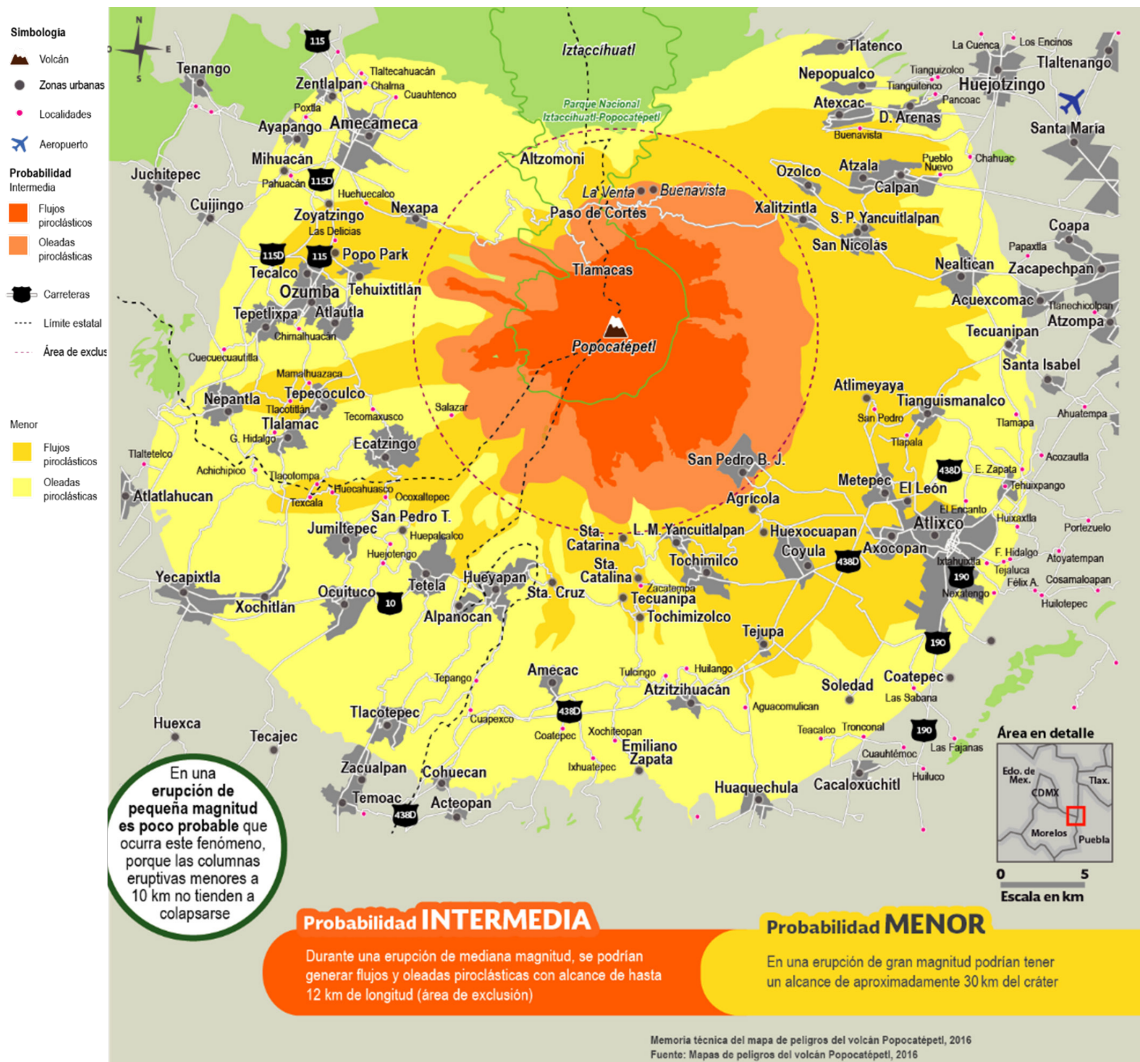 Simbología
Volcán
Zonas urbanas
Localidades
Aeropuerto
Probabilidad
Intermedia
Flujos
piroclásticos
Oleadas
piroclásticas
Carreteras
Límite estatal
Área de exclus
Menor
Flujos
piroclásticos
Oleadas
piroclásticas
N
E
S
O
115
Iztaccíhuatl
Parque Nacional
Iztaccíhuatl-Popocatépetl
Tenango
Tlaltecahuacán
Zentlalpan
Chalma
Cuauhtenco
Poxtla
Ayapango
Amecameca
Mihuacán
Pahuacán
115D
Juchitepec
Huehuecalco
Cuijingo
Zoyatzingo
Nexapa
Las Delicias
115D
115
Popo Park
Tecalco
Tehuixtitlán
Ozumba
Tepetlixpa
Atlautla
Chimalhuacán
Cuecuecuautitla
Mamalhuazaca
Tepecoculco
Nepantla
Tlacotitlán
Tecomaxusco
Salazar
Tlalamac
G. Hidalgo
Ecatzingo
Tlaltetelco
Achichipico
Tlacotompa
Atlatlahucan
Huecahuasco
Ocoxaltepec
Texcala
San Pedro T.
Jumiltepec
Huepalcalco
Huejotengo
Yecapixtla
Tetela
Hueyapan
Ocuituco
Xochitlán
10
Alpanocan
Altzomoni
La Venta
Buenavista
Paso de Cortés
Tlamacas
Popocatépetl
Tlatenco
La Cuenca
Los Encinos
Tlaltenango
Nepopualco
Tianguizolco
Huejotzingo
Tianguitenco
Pancoac
Atexcac
D. Arenas
Santa María
Buenavista
Atzala
Pueblo
Nuevo
Chahuac
Ozolco
Calpan
Xalitzintla
S. P. Yancuitlalpan
San Nicolás
Coapa
Papaxtla
Nealtican
Zacapechpan
Acuexcomac
Tlanechicolpan
Atzompa
Tecuanipan
Santa Isabel
Atlimeyaya
San Pedro
Tianguismanalco
Ahuatempa
Tlamapa
Tlapala
San Pedro B. J.
438D
Acozautla
E. Zapata
Metepec
Tehuixpango
El León
Agrícola
El Encanto
Atlixco
Huixaxtla
Portezuelo
Sta.
Catarina
L. M. Yancuitlalpan
Huexocuapan
Axocopan
Coyula
438D
Ixtahuixtla
F. Hidalgo
Atoyatempan
Tejaluca
Tochimilco
190
Félix A.
Cosamaloapan
Sta.
Catalina
Zacatempa
Nexatengo
Huilotepec
Sta. Cruz
Tecuanipa
Tochimizolco
Tejupa
190
Amecac
Tulcingo
Huilango
Coatepec
Tepango
Atzitzihuacán
Soledad
Las Sabana
Aguacomulican
Tlacotepec
Cuapexco
438D
Coatepec
Xochiteopan
Teacalco
Tronconal
190
Huexca
Tecajec
Emiliano
Zapata
Cuauhtémoc
Las Fajanas
Ixhuatepec
Huiluco
Zacualpan
Cohuecan
Huaquechula
Cacaloxúchitl
Temoac
438D
Acteopan
En una
erupción de
pequeña magnitud
es poco probable que
ocurra este fenómeno,
porque las columnas
eruptivas menores a
10 km no tienden a
colapsarse
Área en detalle
Edo. de
Mex.
Tlax.
CDMX
Morelos
Puebla
0 5
Escala en km
Probabilidad INTERMEDIA
Durante una erupción de mediana magnitud, se podrían
generar flujos y oleadas piroclásticas con alcance de hasta
12 km de longitud (área de exclusión)
Probabilidad MENOR
En una erupción de gran magnitud podrían tener
un alcance de aproximadamente 30 km del cráter
Memoria técnica del mapa de peligros del volcán Popocatépetl, 2016
Fuente: Mapas de peligros del volcán Popocatépetl, 2016